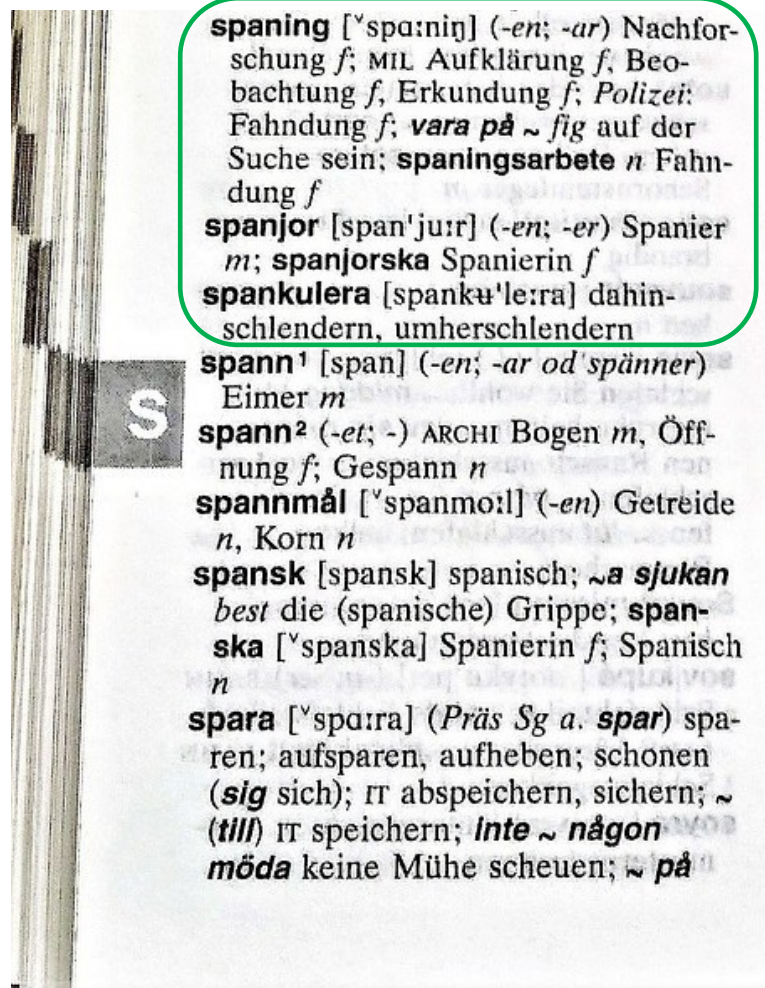 spaning [ˇspɑːniŋ] (-en; -ar) Nachfor-
schung f; MIL Aufklärung f, Beo-
bachtung f, Erkundung f; Polizei:
Fahndung f; vara på ~ fig auf der
Suche sein; spaningsarbete n Fahn-
dung f
spanjor [span'juːr] (-en; -er) Spanier
m; spanjorska Spanierin f
spankulera [spankʉ'leːra] dahin-
schlendern, umherschlendern
spann¹ [span] (-en; -ar od spänner)
Eimer m
S
spann² (-et; -) ARCHI Bogen m, Öff-
nung f; Gespann n
spannmål [ˇspanmoːl] (-en) Getreide
n, Korn n
spansk [spansk] spanisch; ~a sjukan
best die (spanische) Grippe; span-
ska [ˇspanska] Spanierin f; Spanisch
n
spara [ˇspɑːra] (Präs Sg a. spar) spa-
ren; aufsparen, aufheben; schonen
(sig sich); IT abspeichern, sichern; ~
(till) IT speichern; inte ~ någon
möda keine Mühe scheuen; ~ på